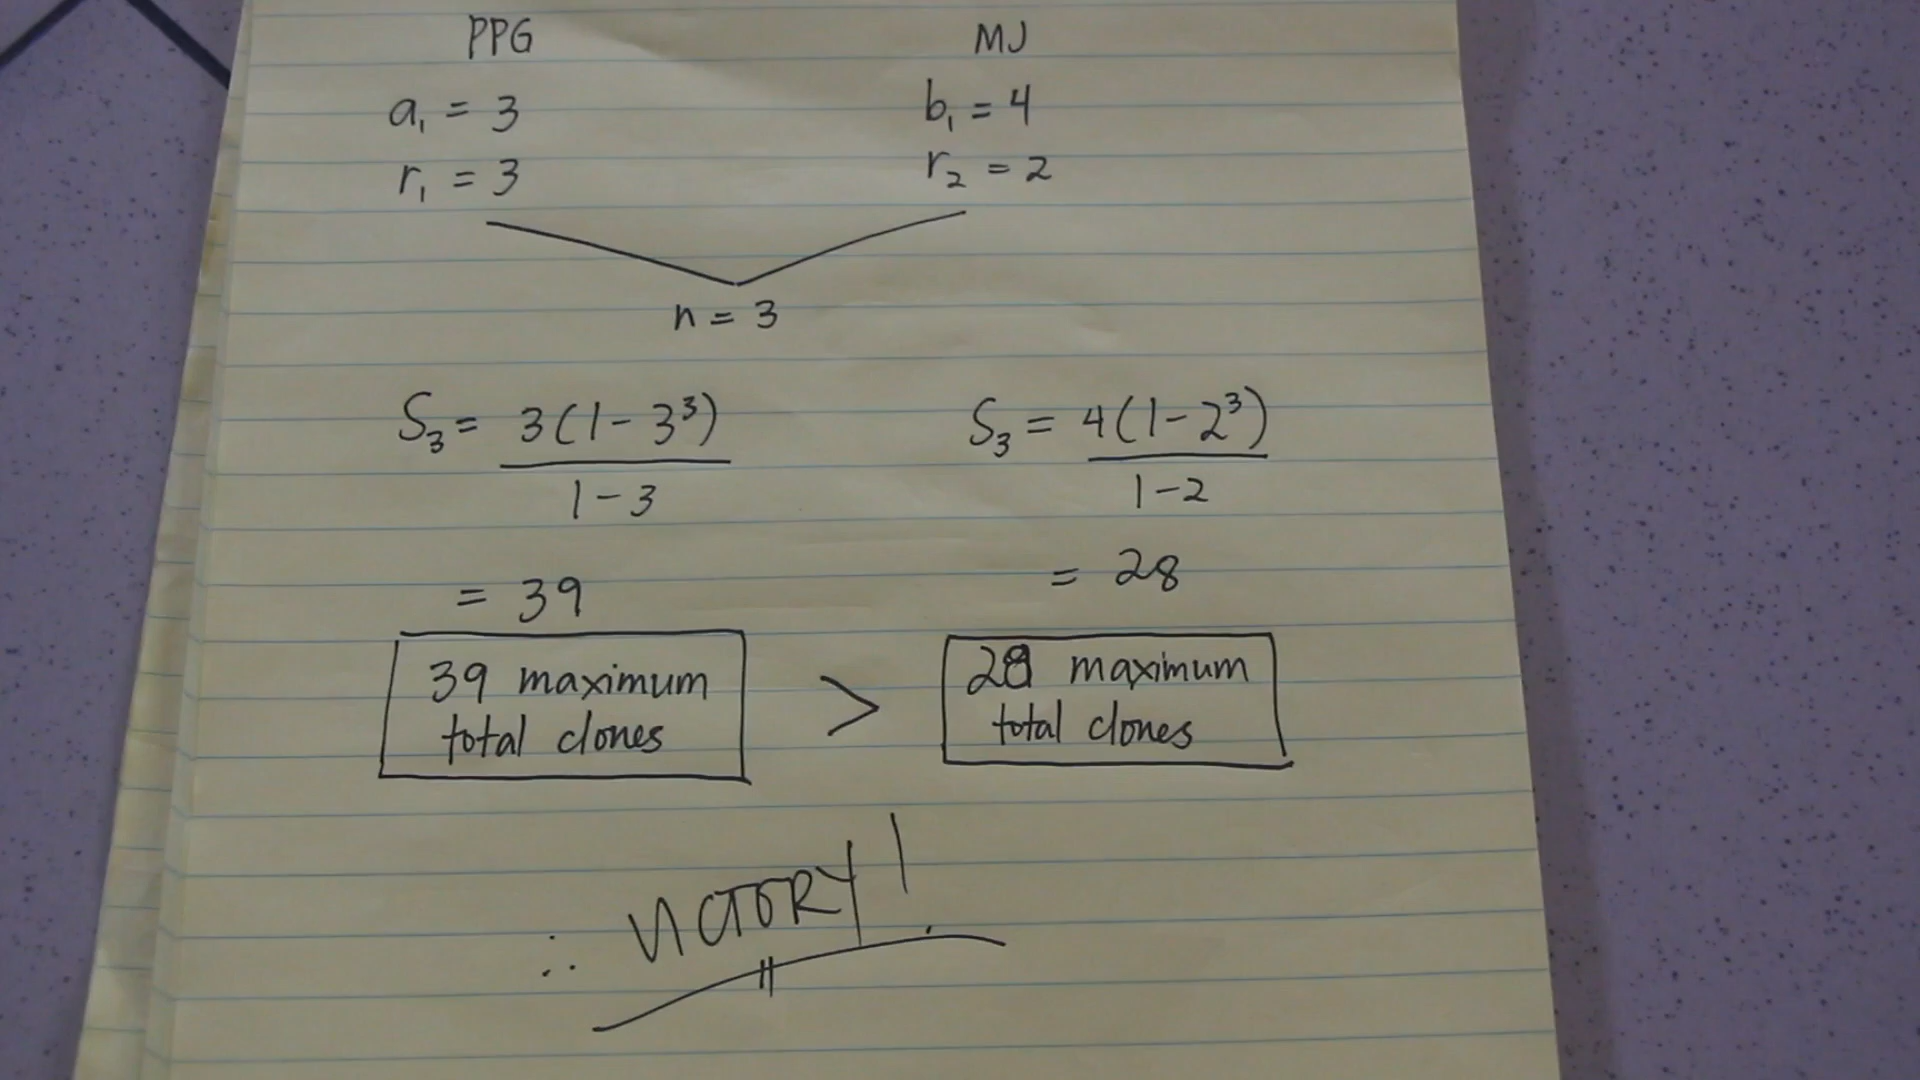 PPG MJ
a₁ = 3 b₁ = 4
r₁ = 3 r₂ = 2
n = 3
S₃ = 3(1-3³) S₃ = 4(1-2³)
1-3 1-2
= 39 = 28
39 maximum > 28 maximum
total clones total clones
∴ VICTORY!